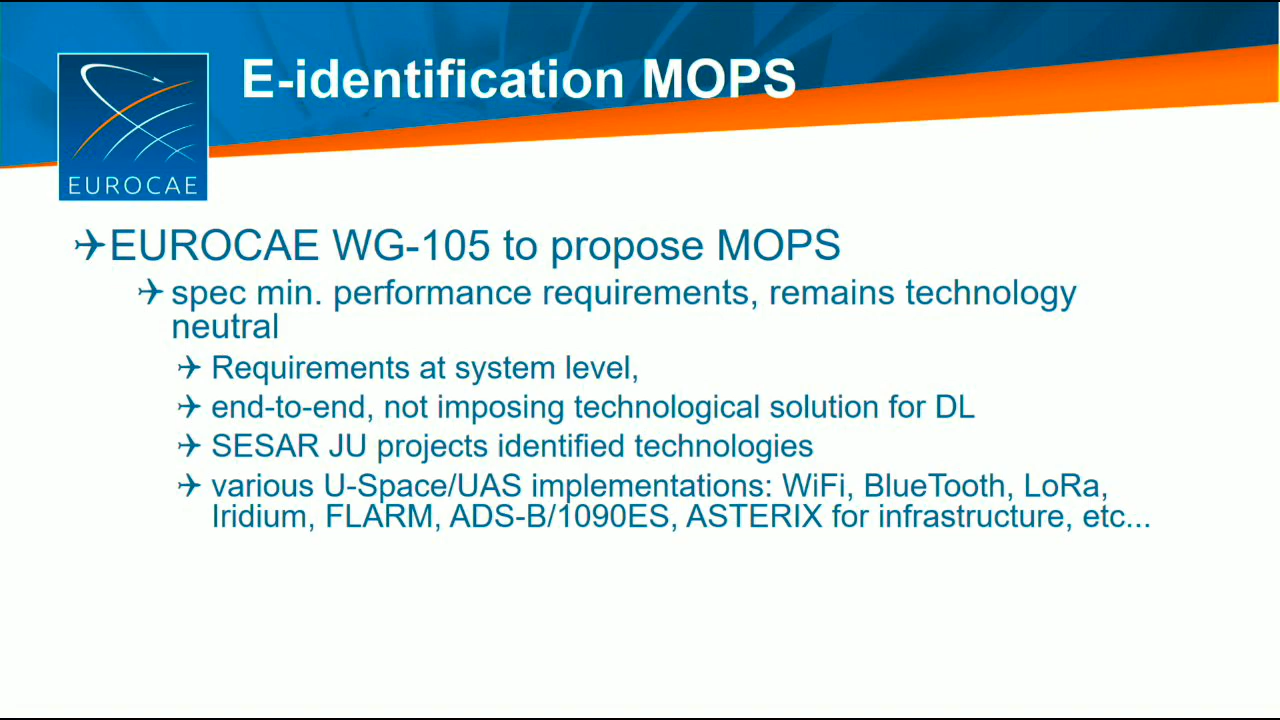 E-identification MOPS
EUROCAE
EUROCAE WG-105 to propose MOPS
spec min. performance requirements, remains technology
neutral
Requirements at system level,
end-to-end, not imposing technological solution for DL
SESAR JU projects identified technologies
various U-Space/UAS implementations: WiFi, BlueTooth, LoRa,
Iridium, FLARM, ADS-B/1090ES, ASTERIX for infrastructure, etc...